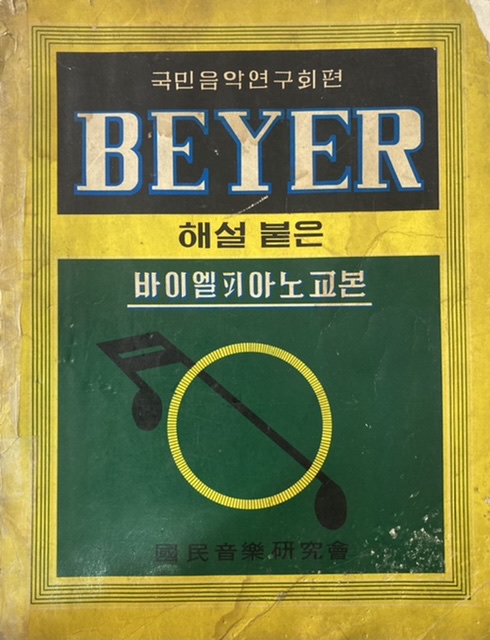 국민음악연구회편
BEYER
해설 붙은
바이엘피아노교본
國民音樂研究會